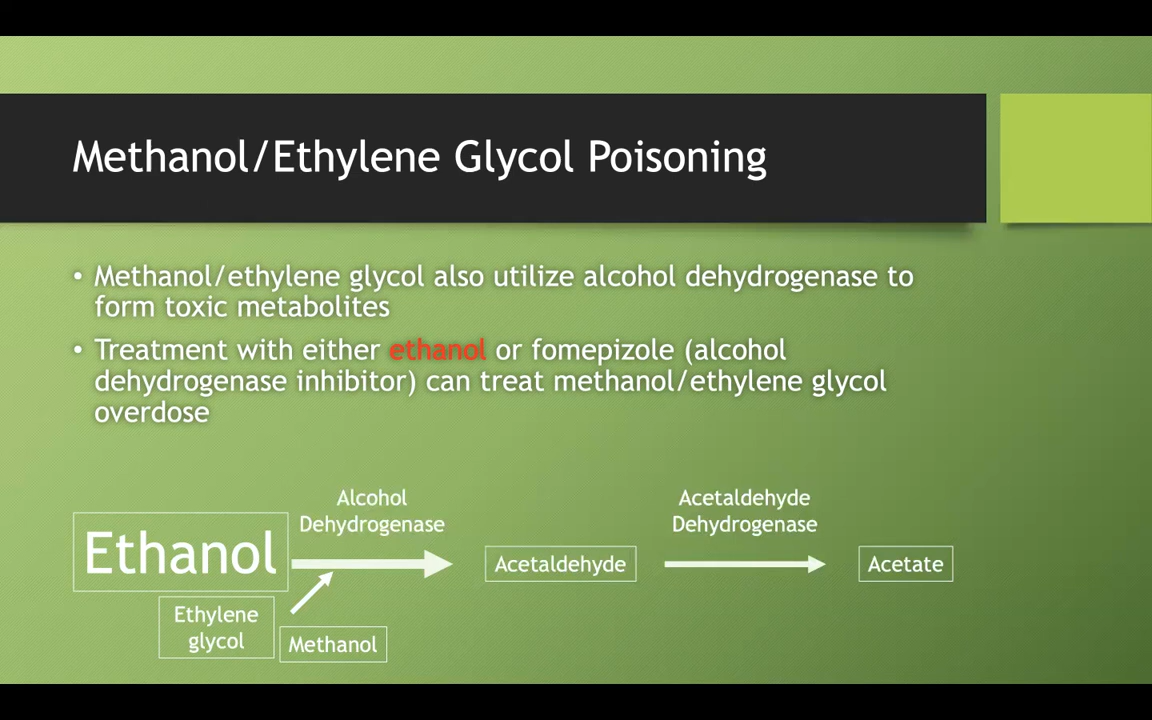 Methanol/Ethylene Glycol Poisoning
• Methanol/ethylene glycol also utilize alcohol dehydrogenase to
form toxic metabolites
• Treatment with either ethanol or fomepizole (alcohol
dehydrogenase inhibitor) can treat methanol/ethylene glycol
overdose
Alcohol
Dehydrogenase
Acetaldehyde
Dehydrogenase
Ethanol
Acetaldehyde
Acetate
Ethylene
glycol
Methanol